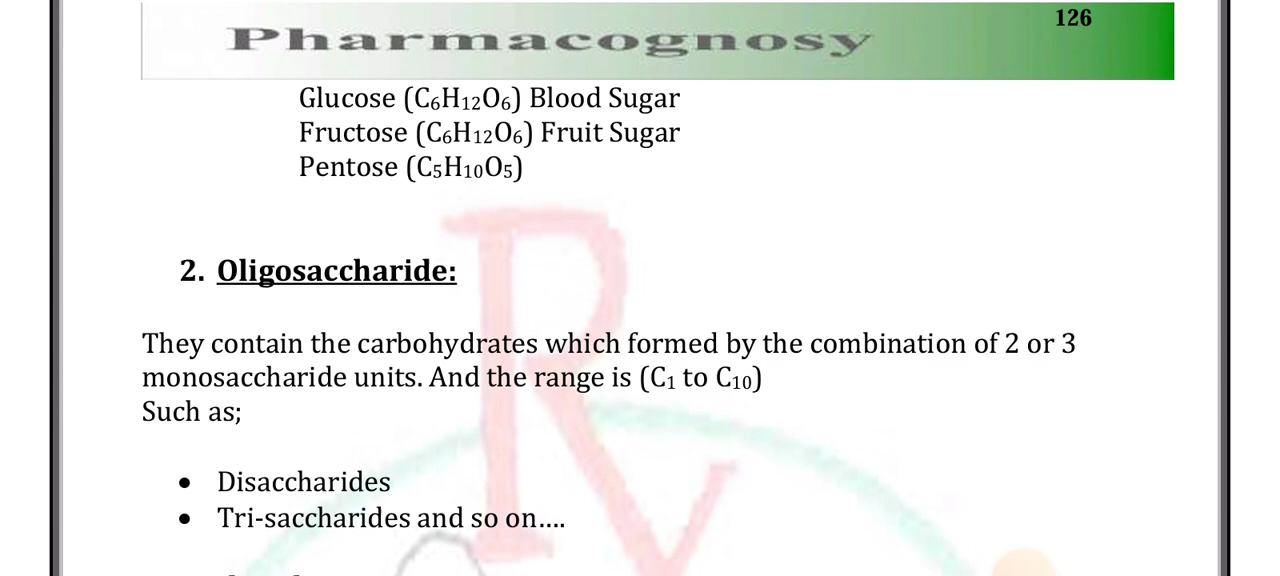 126
Pharmacognosy
Glucose (C₆H₁₂O₆) Blood Sugar
Fructose (C₆H₁₂O₆) Fruit Sugar
Pentose (C₅H₁₀O₅)
2. Oligosaccharide:
They contain the carbohydrates which formed by the combination of 2 or 3
monosaccharide units. And the range is (C₁ to C₁₀)
Such as;
• Disaccharides
• Tri-saccharides and so on....